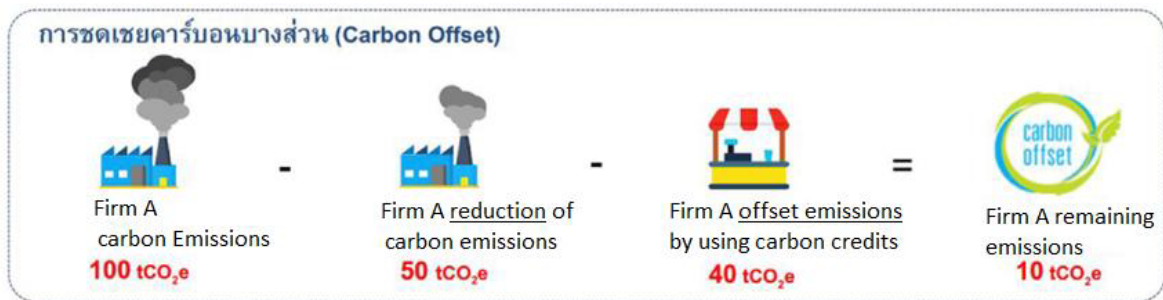 การชดเชยคาร์บอนบางส่วน (Carbon Offset)
-
-
=
carbon
offset
Firm A
carbon Emissions
100 tCO₂e
Firm A reduction of
carbon emissions
50 tCO₂e
Firm A offset emissions
by using carbon credits
40 tCO₂e
Firm A remaining
emissions
10 tCO₂e